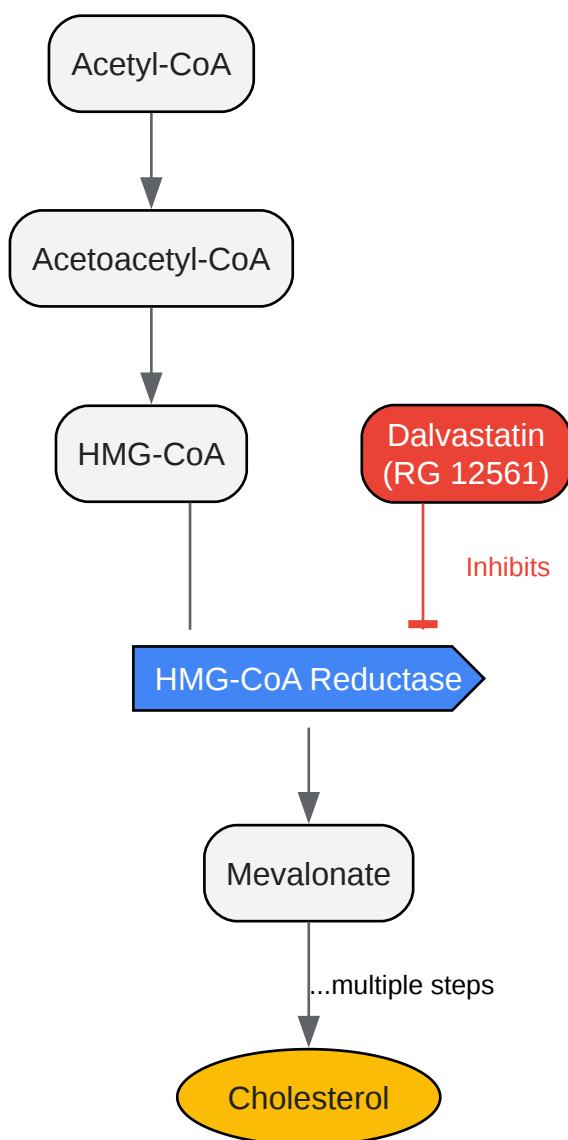 Acetyl-CoA
Acetoacetyl-CoA
HMG-CoA
Dalvastatin
(RG 12561)
Inhibits
HMG-CoA Reductase
Mevalonate
...multiple steps
Cholesterol